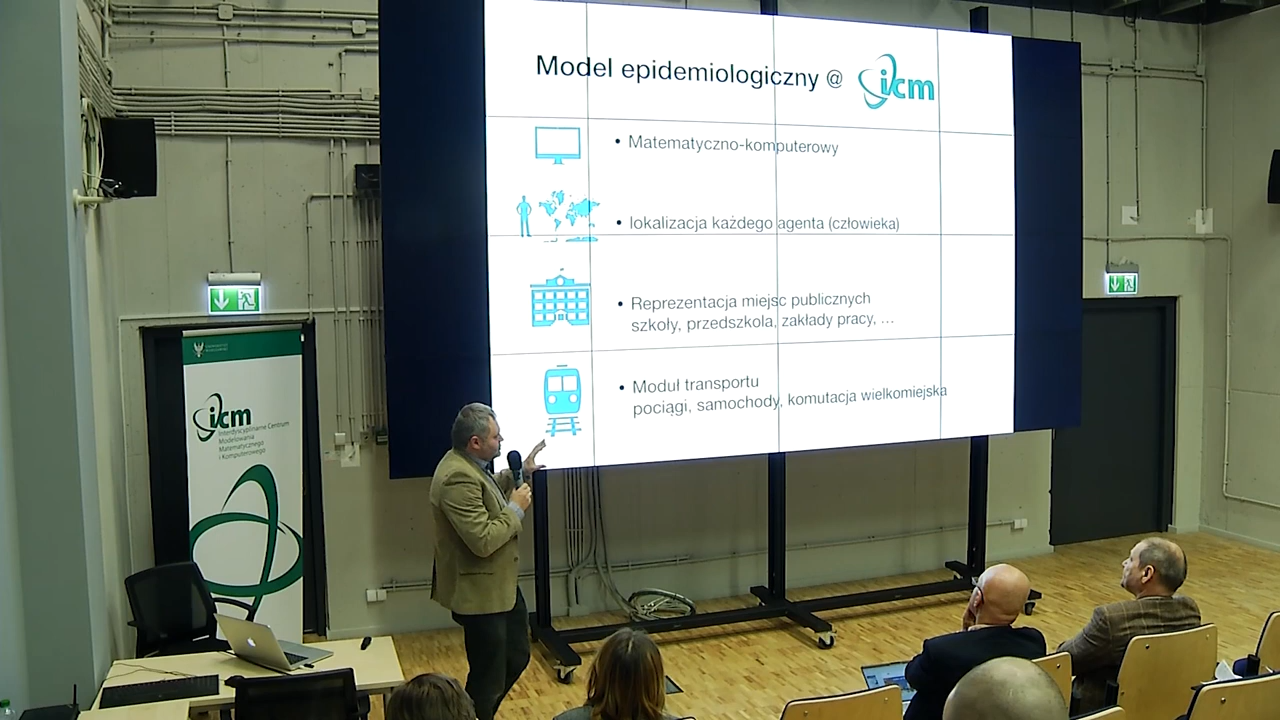 Model epidemiologiczny @ icm
• Matematyczno-komputerowy
• lokalizacja każdego agenta (człowieka)
• Reprezentacja miejsc publicznych
szkoły, przedszkola, zakłady pracy, ...
• Moduł transportu
pociągi, samochody, komutacja wielkomiejska
icm
Interdyscyplinarne Centrum
Modelowania
Matematycznego
i Komputerowego